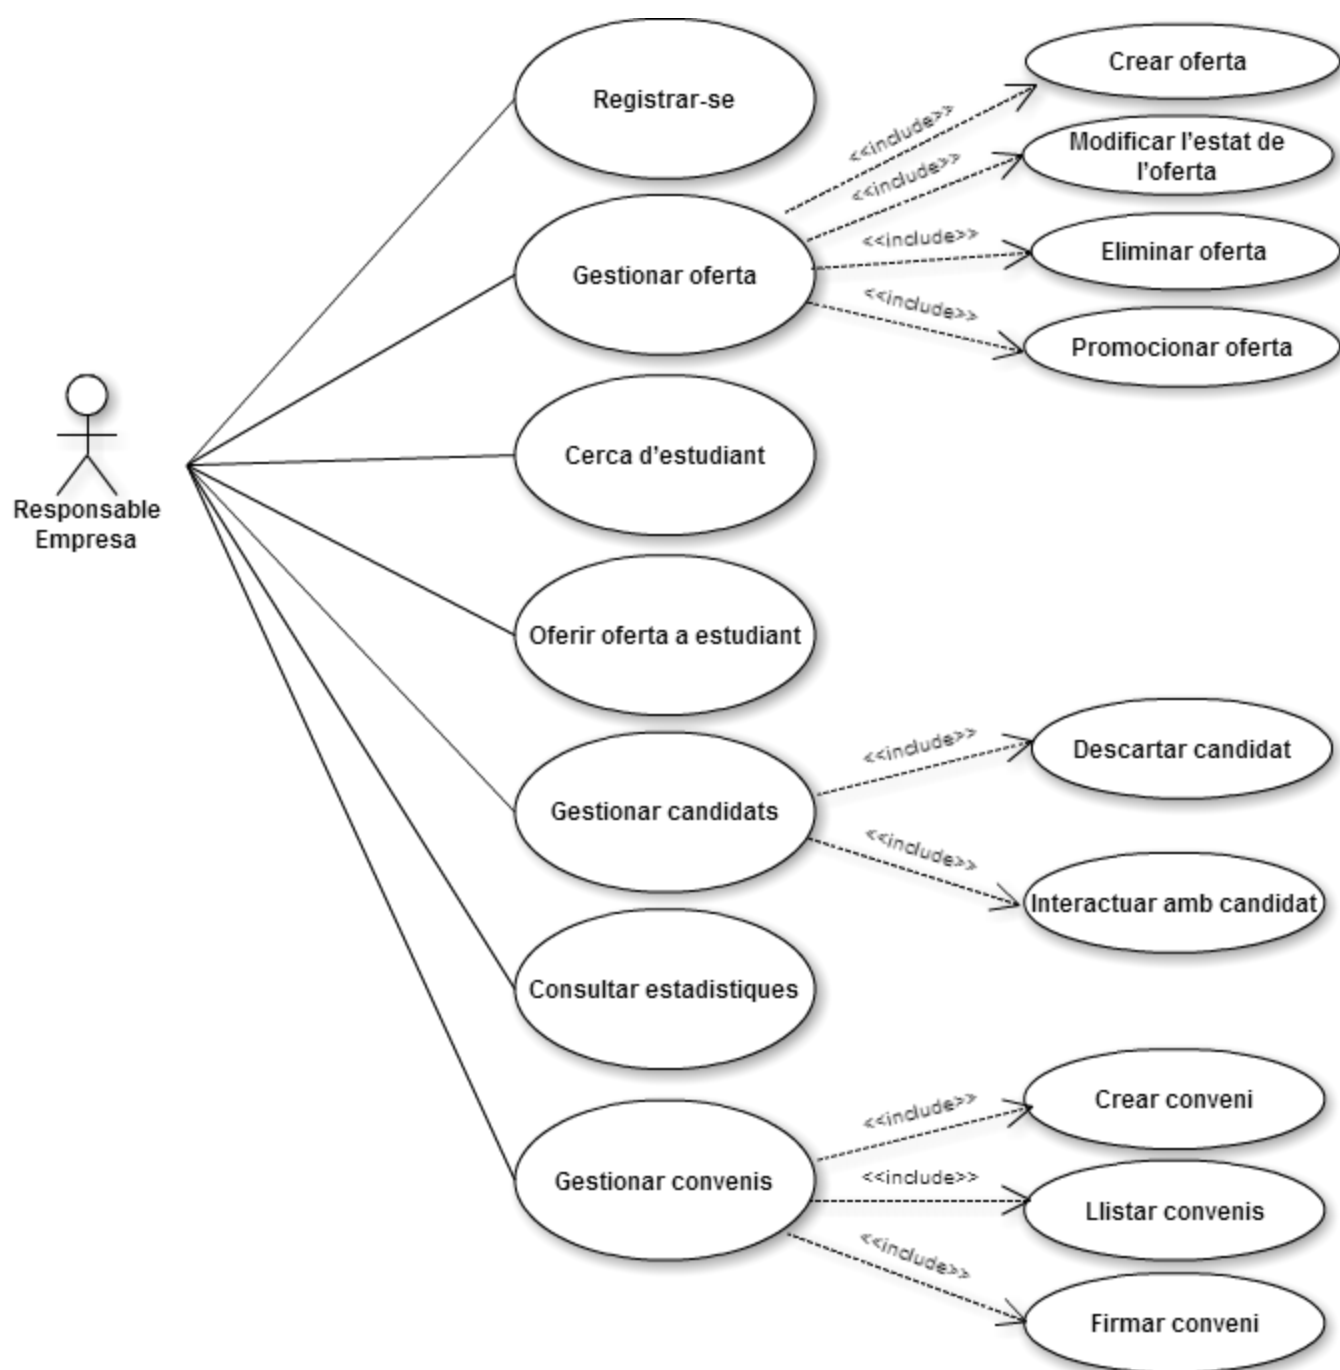 Registrar-se
Crear oferta
<<include>>
Modificar l'estat de
l'oferta
<<include>>
Gestionar oferta
<<include>>
Eliminar oferta
<<include>>
Promocionar oferta
Cerca d'estudiant
Responsable
Empresa
Oferir oferta a estudiant
Gestionar candidats
<<include>>
Descartar candidat
<<include>>
Interactuar amb candidat
Consultar estadistiques
Gestionar convenis
<<include>>
Crear conveni
<<include>>
Llistar convenis
<<include>>
Firmar conveni